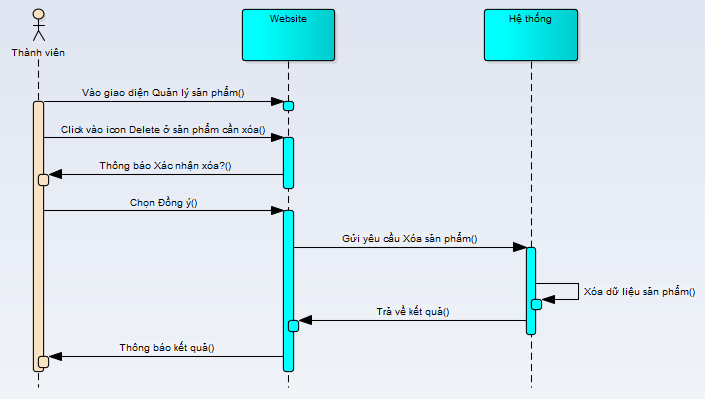 Website
Hệ thống
Thành viên
Vào giao diện Quản lý sản phẩm()
Click vào icon Delete ở sản phẩm cần xóa()
Thông báo Xác nhận xóa?()
Chọn Đồng ý()
Gửi yêu cầu Xóa sản phẩm()
Xóa dữ liệu sản phẩm()
Trả về kết quả()
Thông báo kết quả()